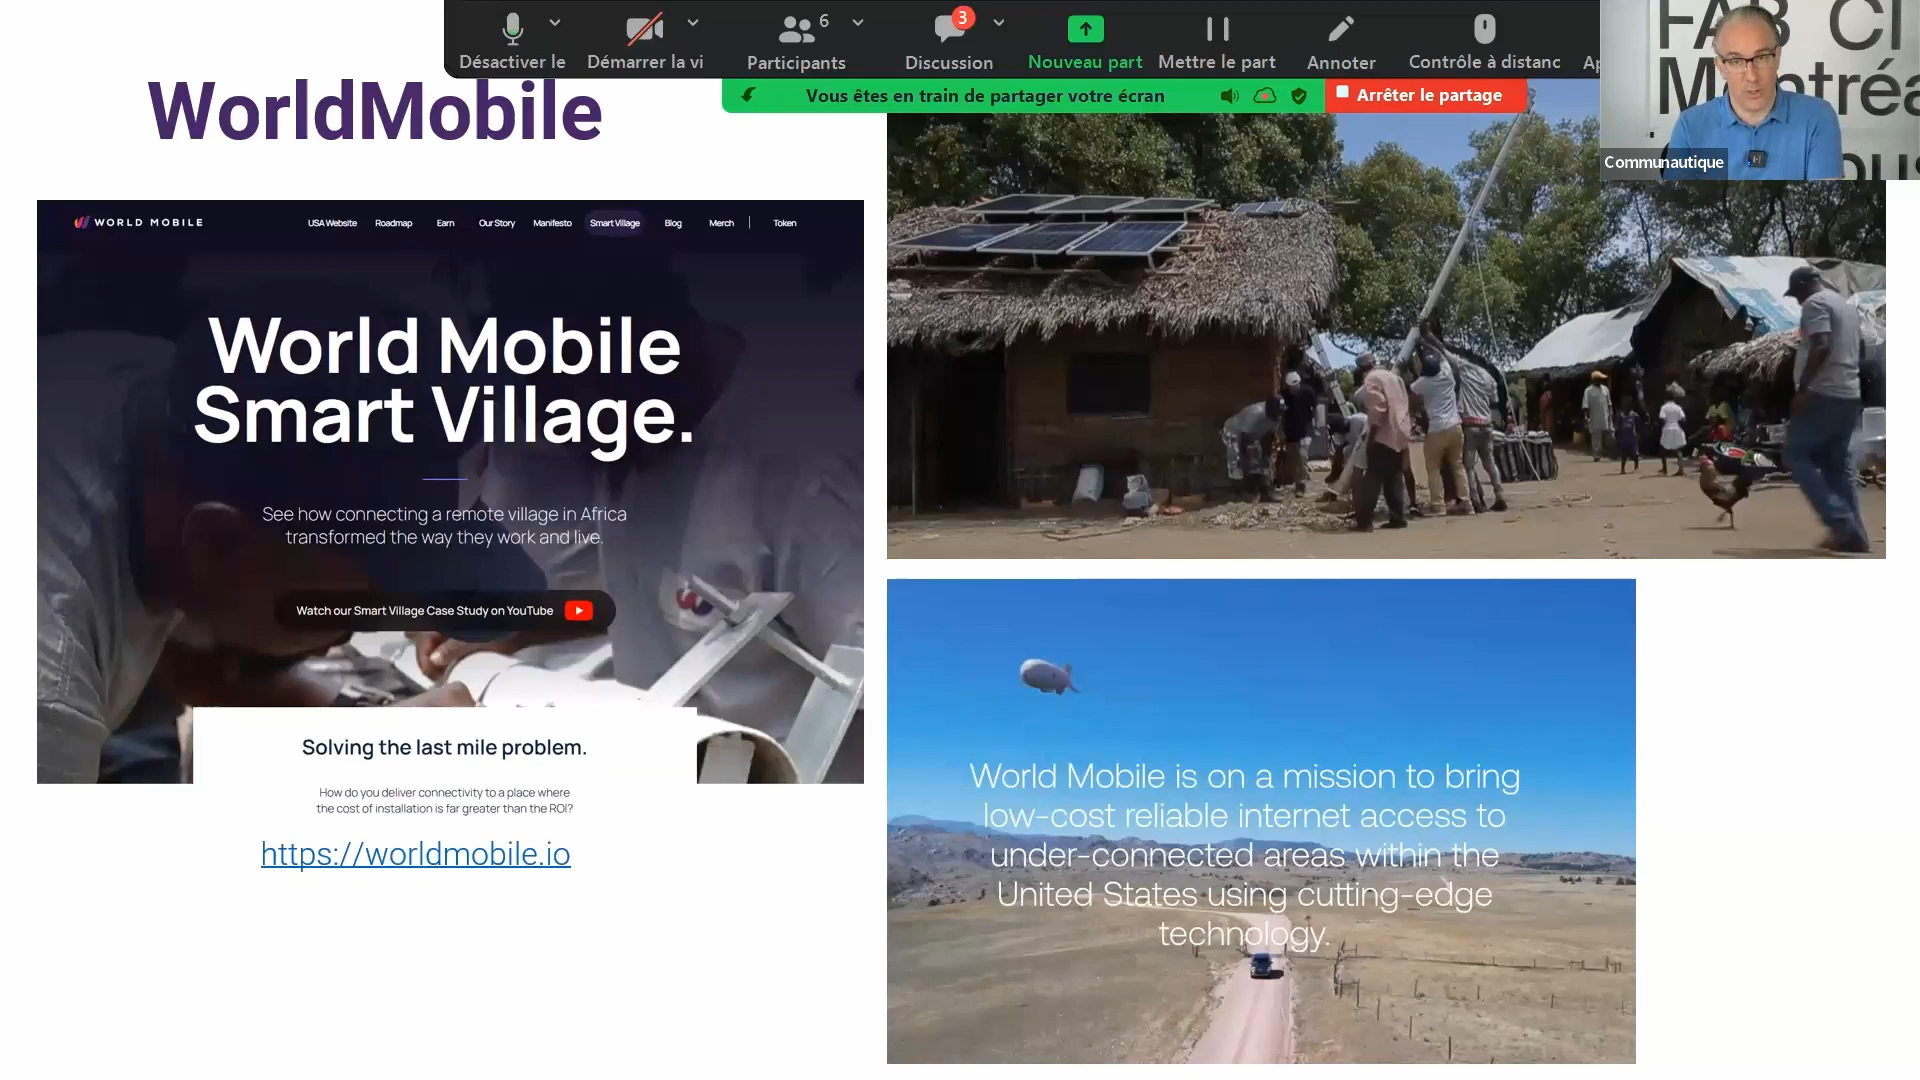 Désactiver le
Démarrer la vi
6
Participants
3
Discussion
Nouveau part
Mettre le part
Annoter
Contrôle à distanc
Vous êtes en train de partager votre écran
Arrêter le partage
FAB CI
Montréa
Communautique
WorldMobile
WORLD MOBILE
USA Website
Roadmap
Earn
Our Story
Manifesto
Smart Village
Blog
Merch
Token
World Mobile
Smart Village.
See how connecting a remote village in Africa
transformed the way they work and live.
Watch our Smart Village Case Study on YouTube
Solving the last mile problem.
How do you deliver connectivity to a place where
the cost of installation is far greater than the ROI?
https://worldmobile.io
World Mobile is on a mission to bring
low-cost reliable internet access to
under-connected areas within the
United States using cutting-edge
technology.